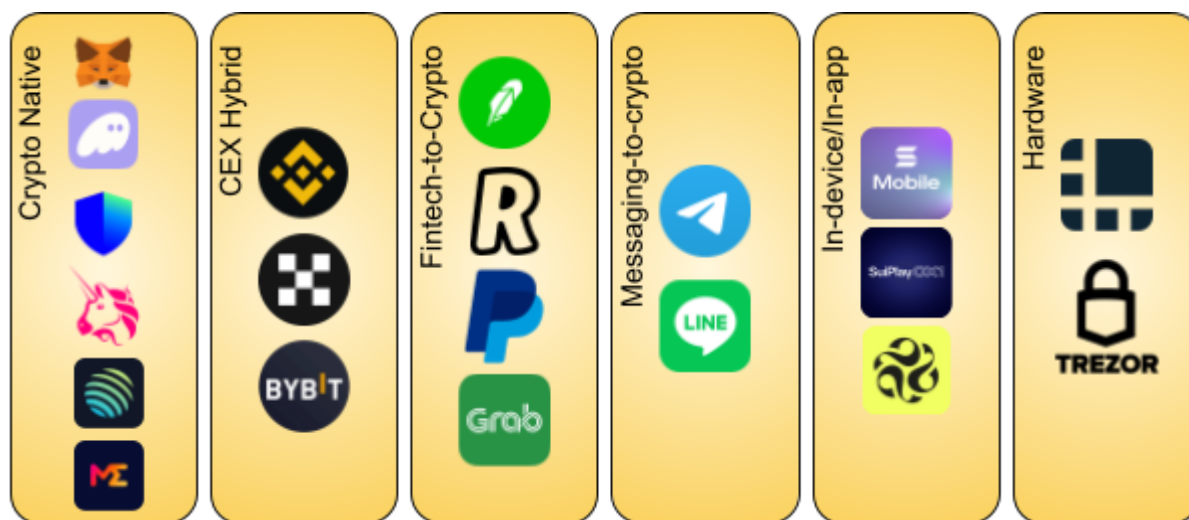 Crypto Native
CEX Hybrid
BYBIT
Fintech-to-Crypto
R
Grab
Messaging-to-crypto
LINE
In-device/In-app
Mobile
SuiPlay0X1
Hardware
TREZOR